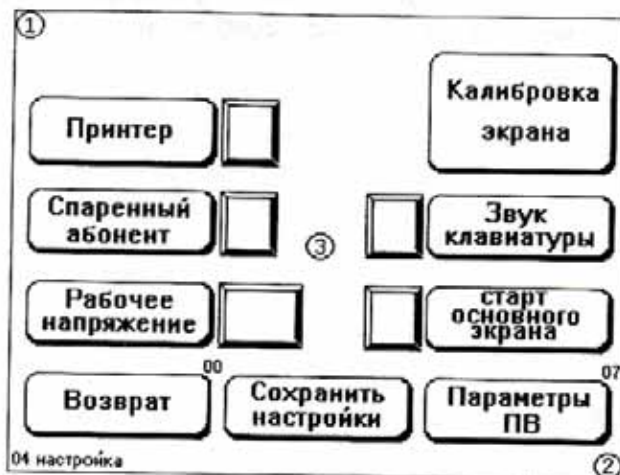 ①
Калибровка
экрана
Принтер
Спаренный
абонент
③
Звук
клавиатуры
Рабочее
напряжение
старт
основного
экрана
00
07
Возврат
Сохранить
настройки
Параметры
ПВ
04 настройка
②